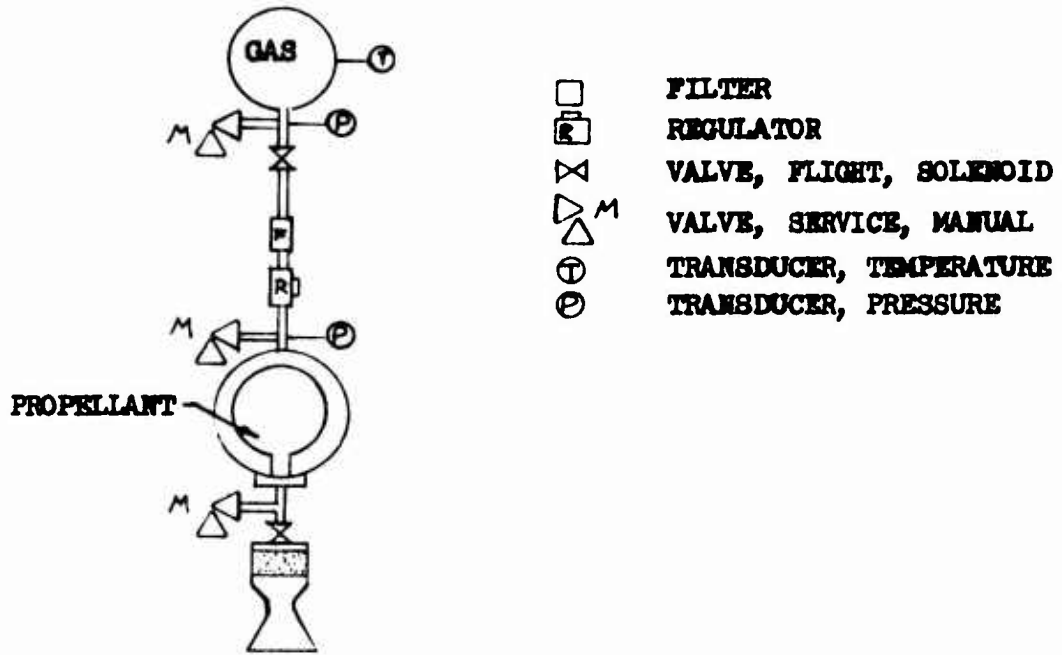 GAS
T
M
P
F
R
M
P
PROPELLANT
M
FILTER
R REGULATOR
VALVE, FLIGHT, SOLENOID
M VALVE, SERVICE, MANUAL
T TRANSDUCER, TEMPERATURE
P TRANSDUCER, PRESSURE